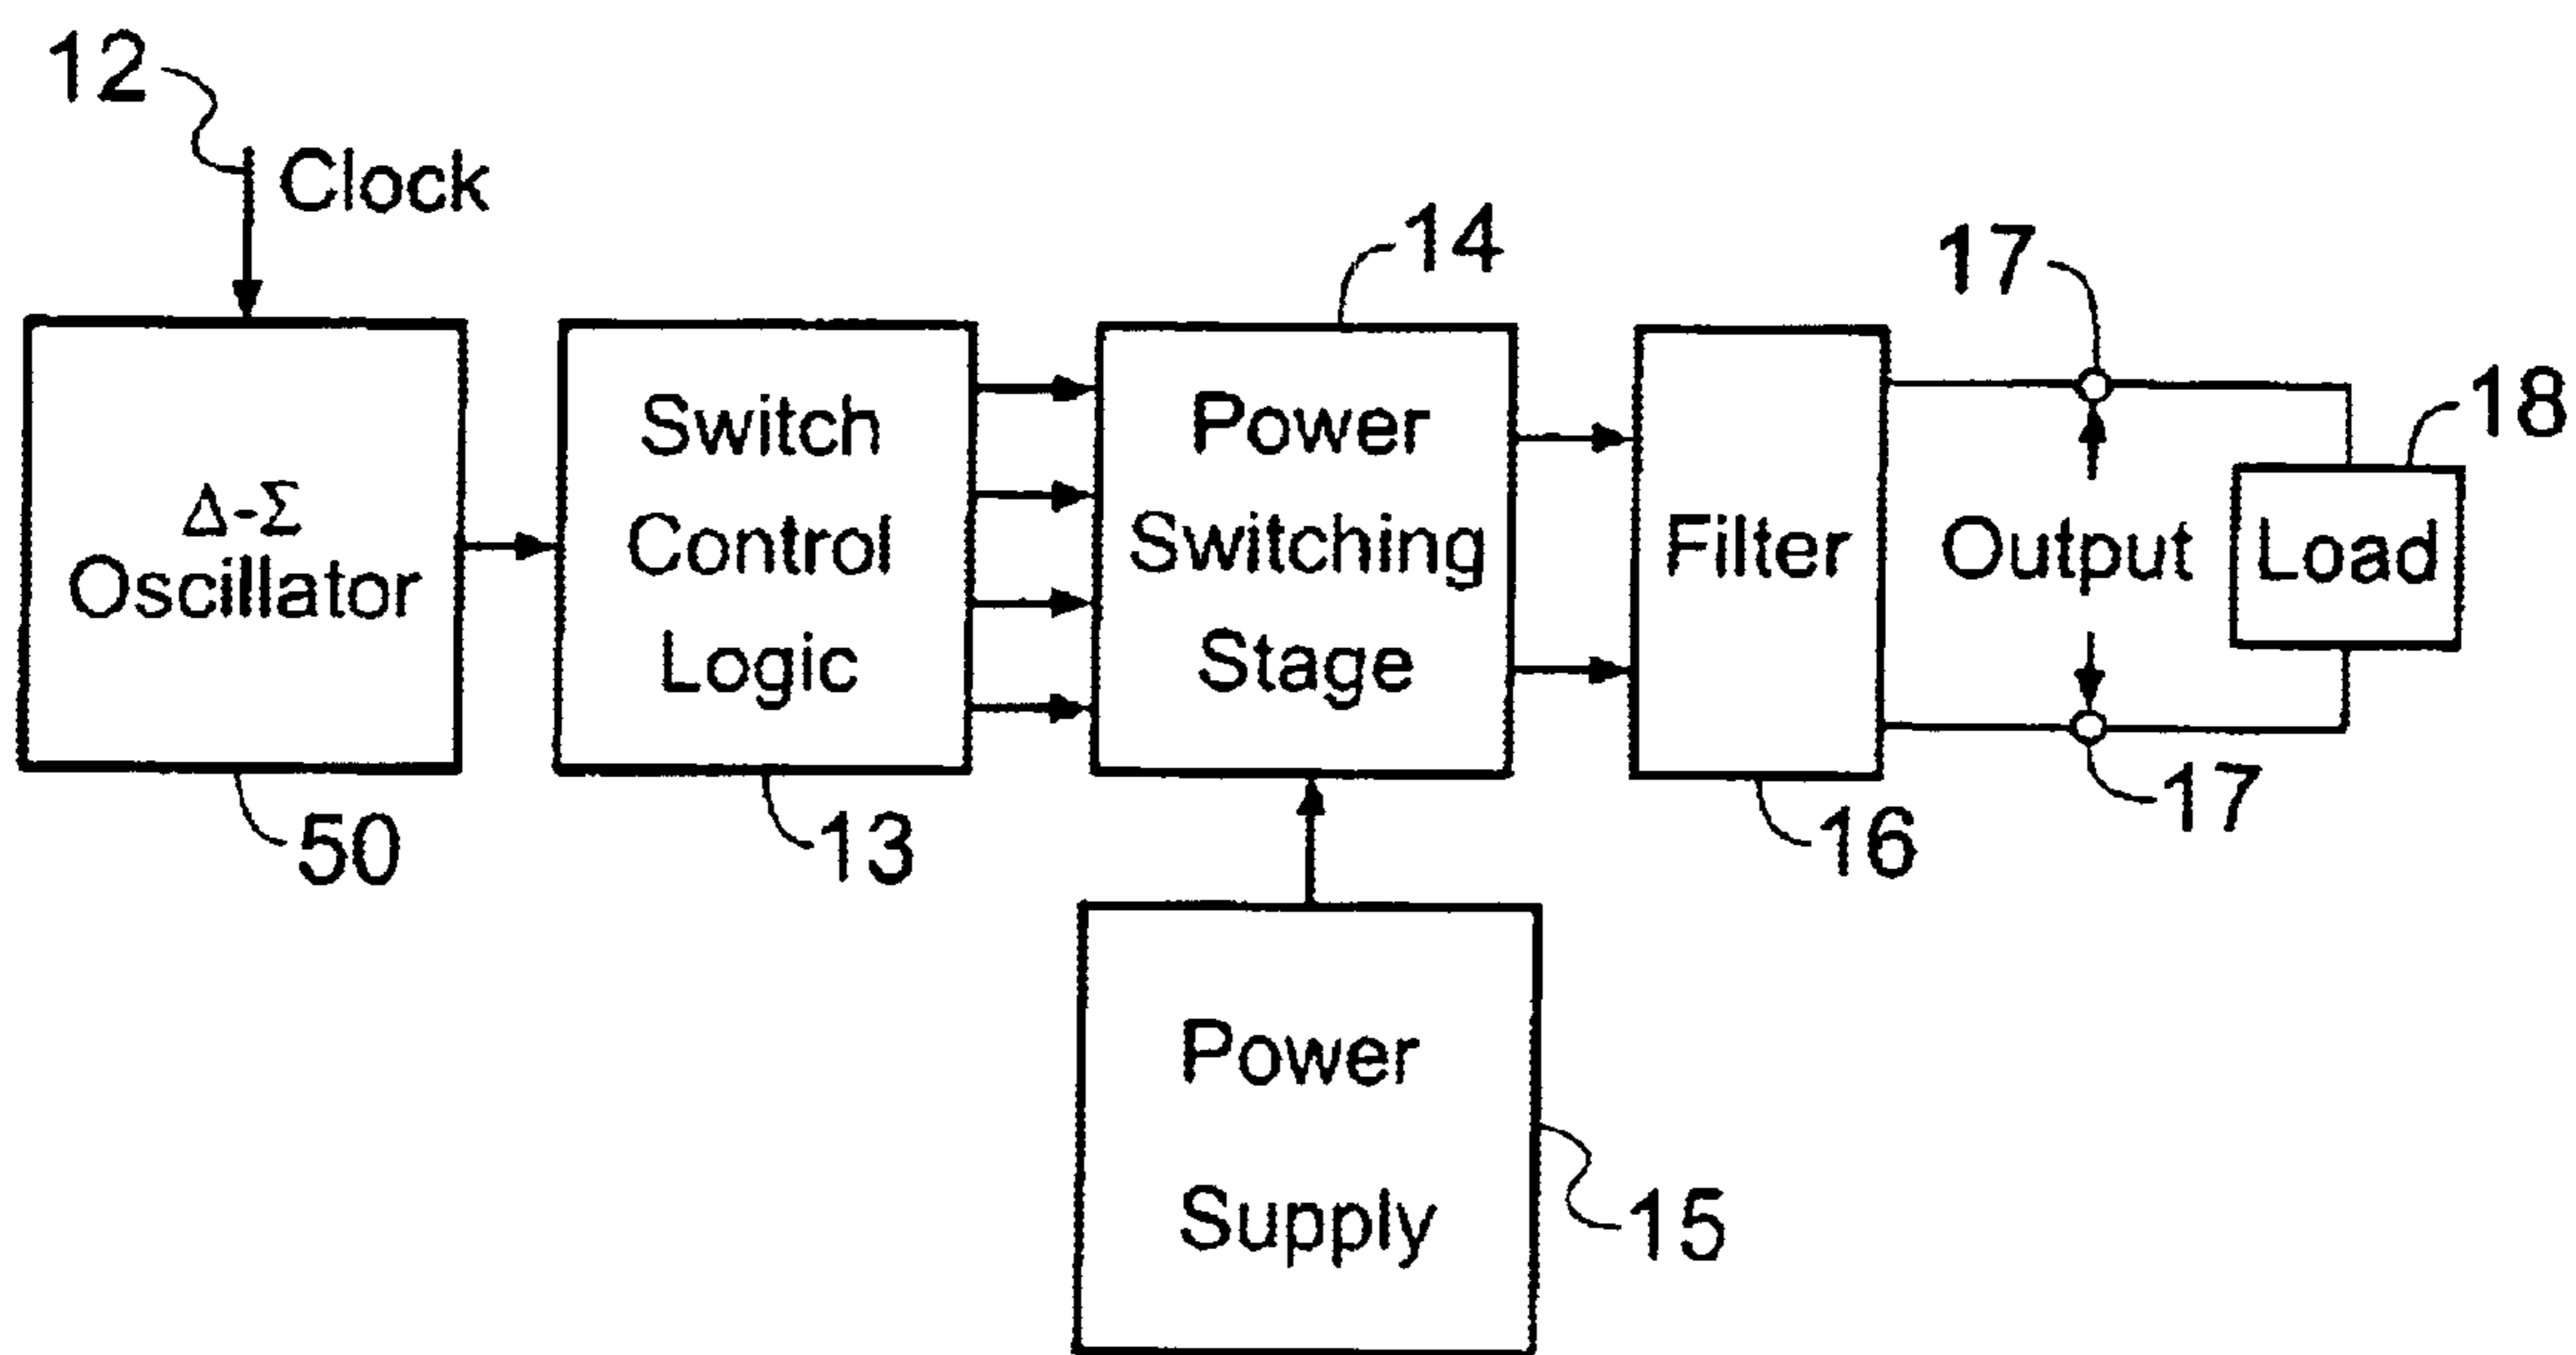 12
Clock
14
17
18
Δ-Σ
Oscillator
Switch
Control
Logic
Power
Switching
Stage
Filter
Output
Load
50
13
16
17
Power
Supply
15